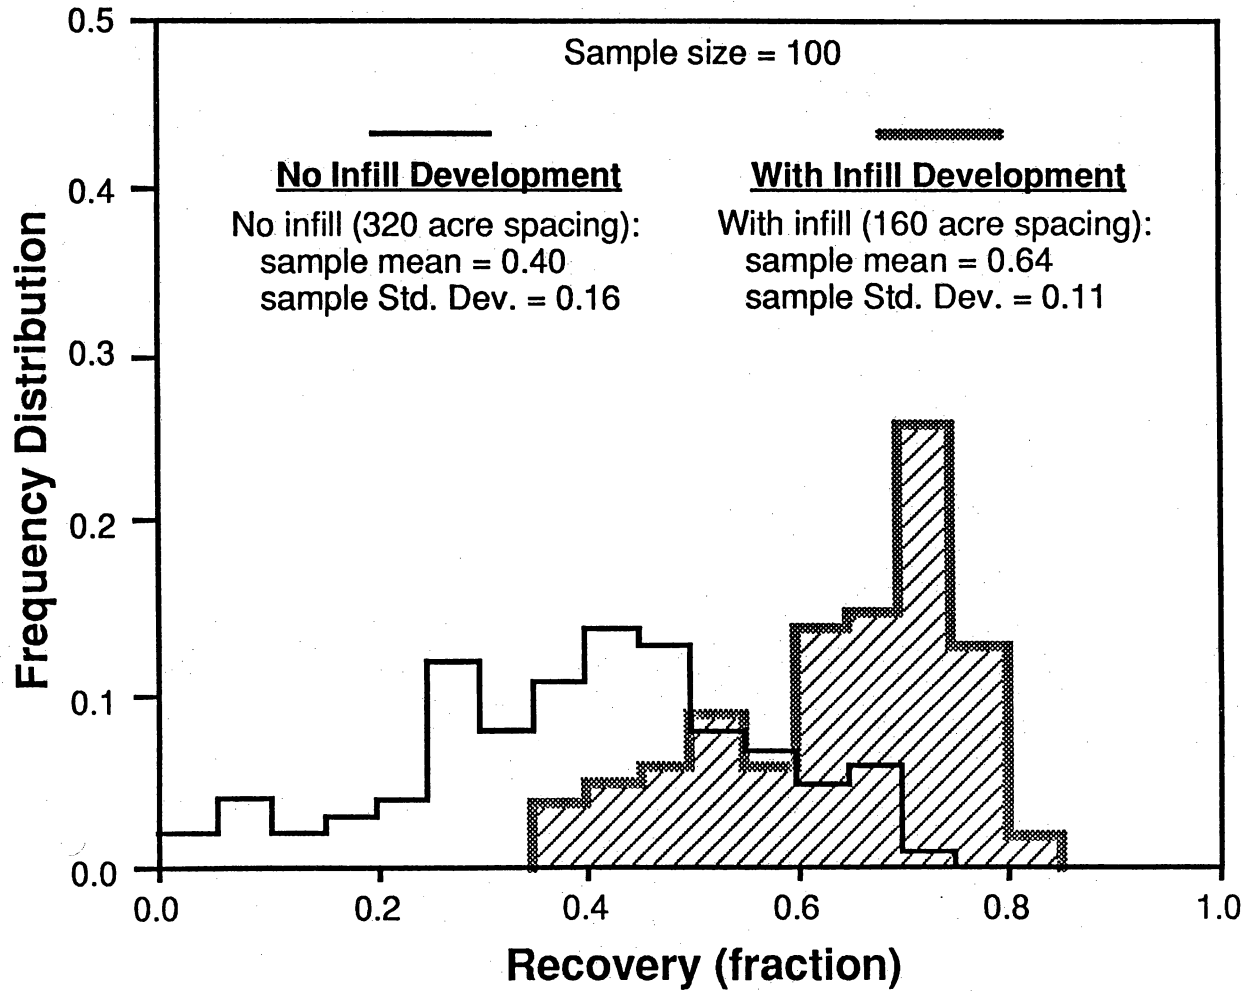 Sample size = 100
No Infill Development
No infill (320 acre spacing):
sample mean = 0.40
sample Std. Dev. = 0.16
With Infill Development
With infill (160 acre spacing):
sample mean = 0.64
sample Std. Dev. = 0.11
Frequency Distribution
0.5
0.4
0.3
0.2
0.1
0.0
0.0 0.2 0.4 0.6 0.8 1.0
Recovery (fraction)